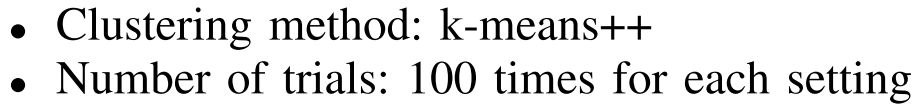 • Clustering method: k-means++
• Number of trials: 100 times for each setting